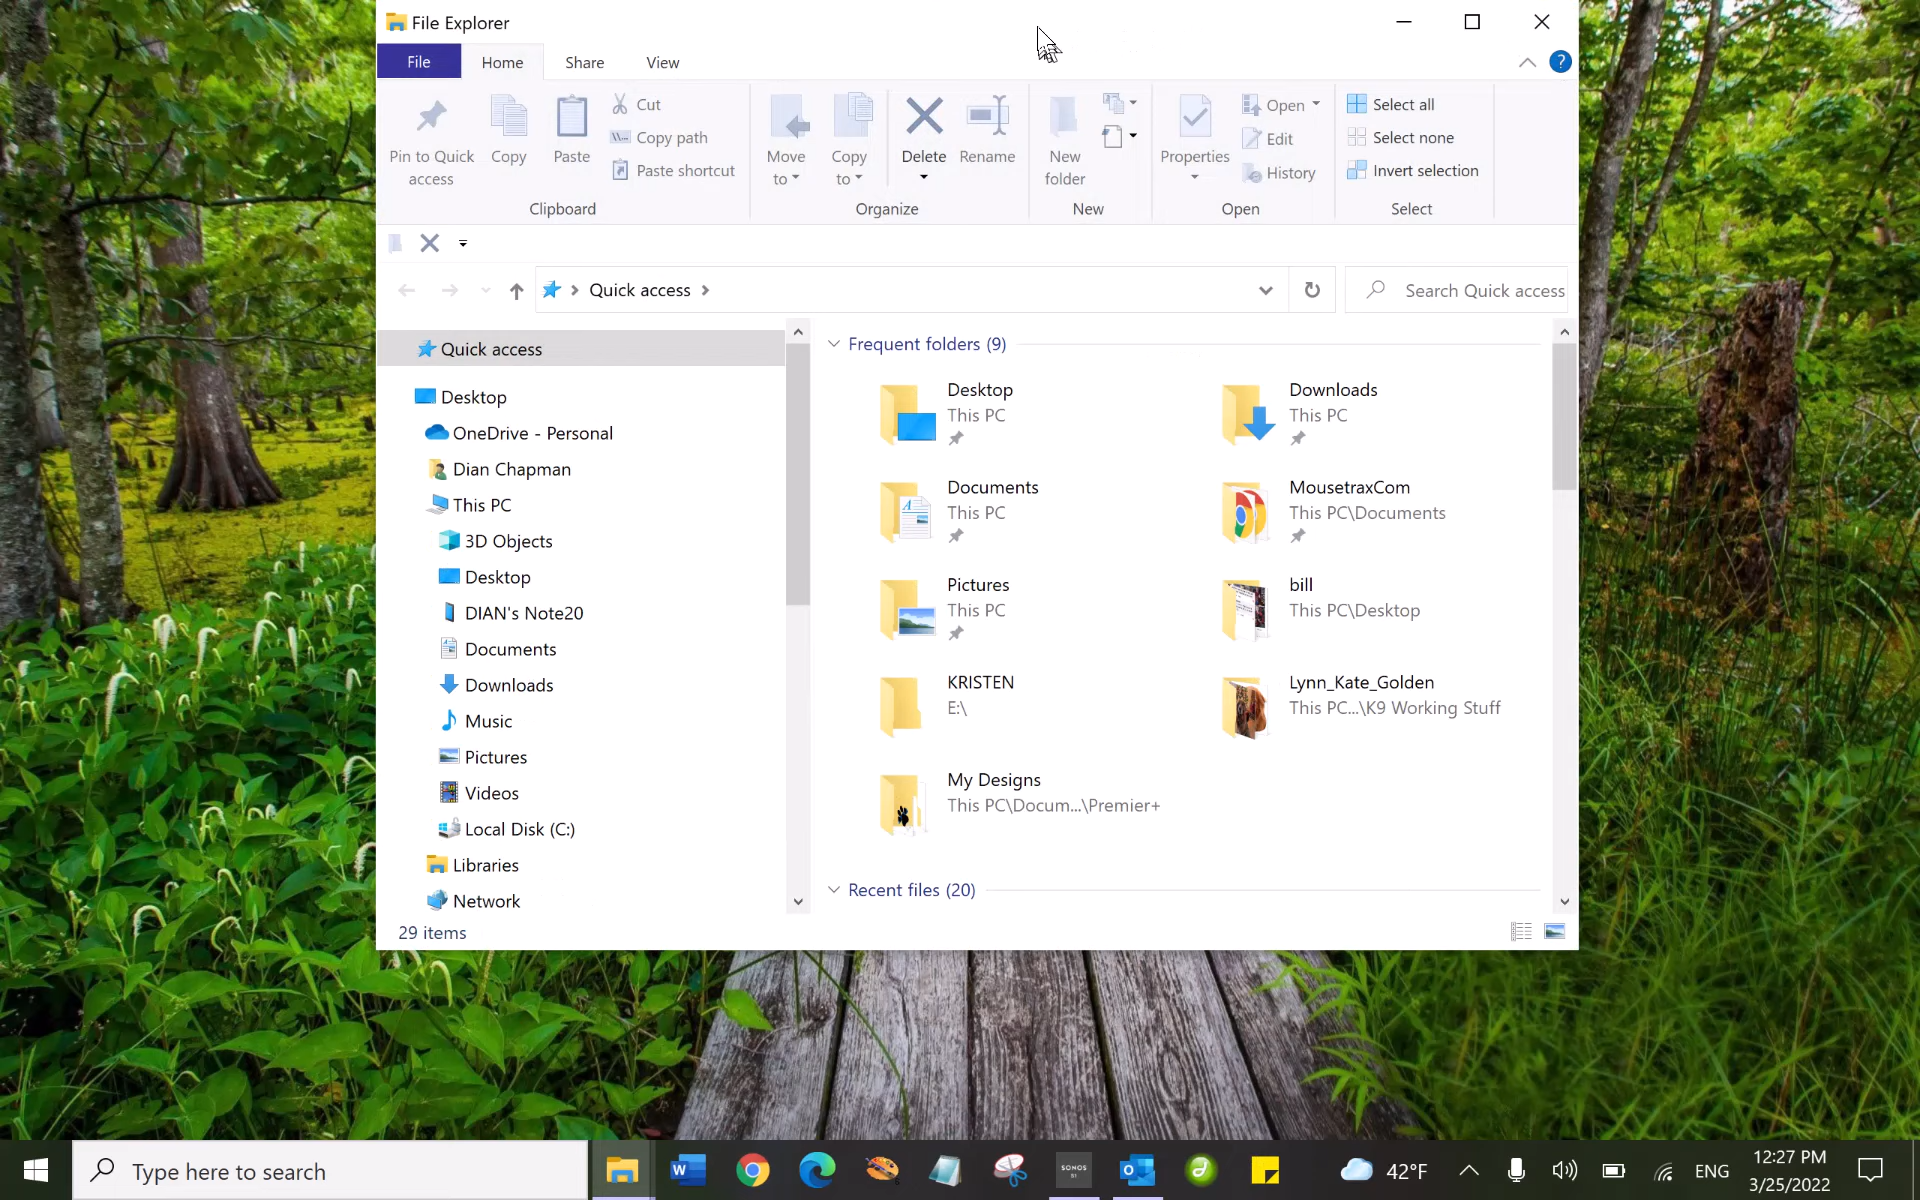 File Explorer
File Home Share View
Pin to Quick access
Copy
Paste
Cut
Copy path
Paste shortcut
Clipboard
Move to
Copy to
Delete
Rename
Organize
New folder
New
Properties
Open
Edit
History
Open
Select all
Select none
Invert selection
Select
Quick access
Search Quick access
Quick access
Desktop
OneDrive - Personal
Dian Chapman
This PC
3D Objects
Desktop
DIAN's Note20
Documents
Downloads
Music
Pictures
Videos
Local Disk (C:)
Libraries
Network
Frequent folders (9)
Desktop
This PC
Downloads
This PC
Documents
This PC
MousetraxCom
This PC\Documents
Pictures
This PC
bill
This PC\Desktop
KRISTEN
E:\
Lynn_Kate_Golden
This PC...\K9 Working Stuff
My Designs
This PC\Docum...\Premier+
Recent files (20)
29 items
Type here to search
SONOS
42°F
ENG
12:27 PM
3/25/2022